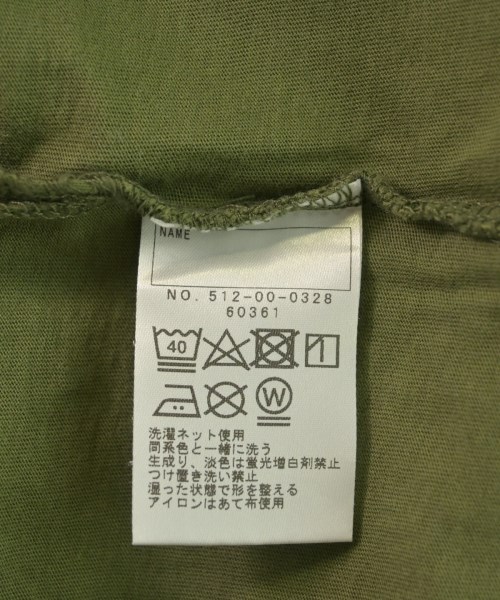 NAME
NO. 512-00-0328
60361
40
W
洗濯ネット使用
同系色と一緒に洗う
生成り、淡色は蛍光増白剤禁止
つけ置き洗い禁止
湿った状態で形を整える
アイロンはあて布使用